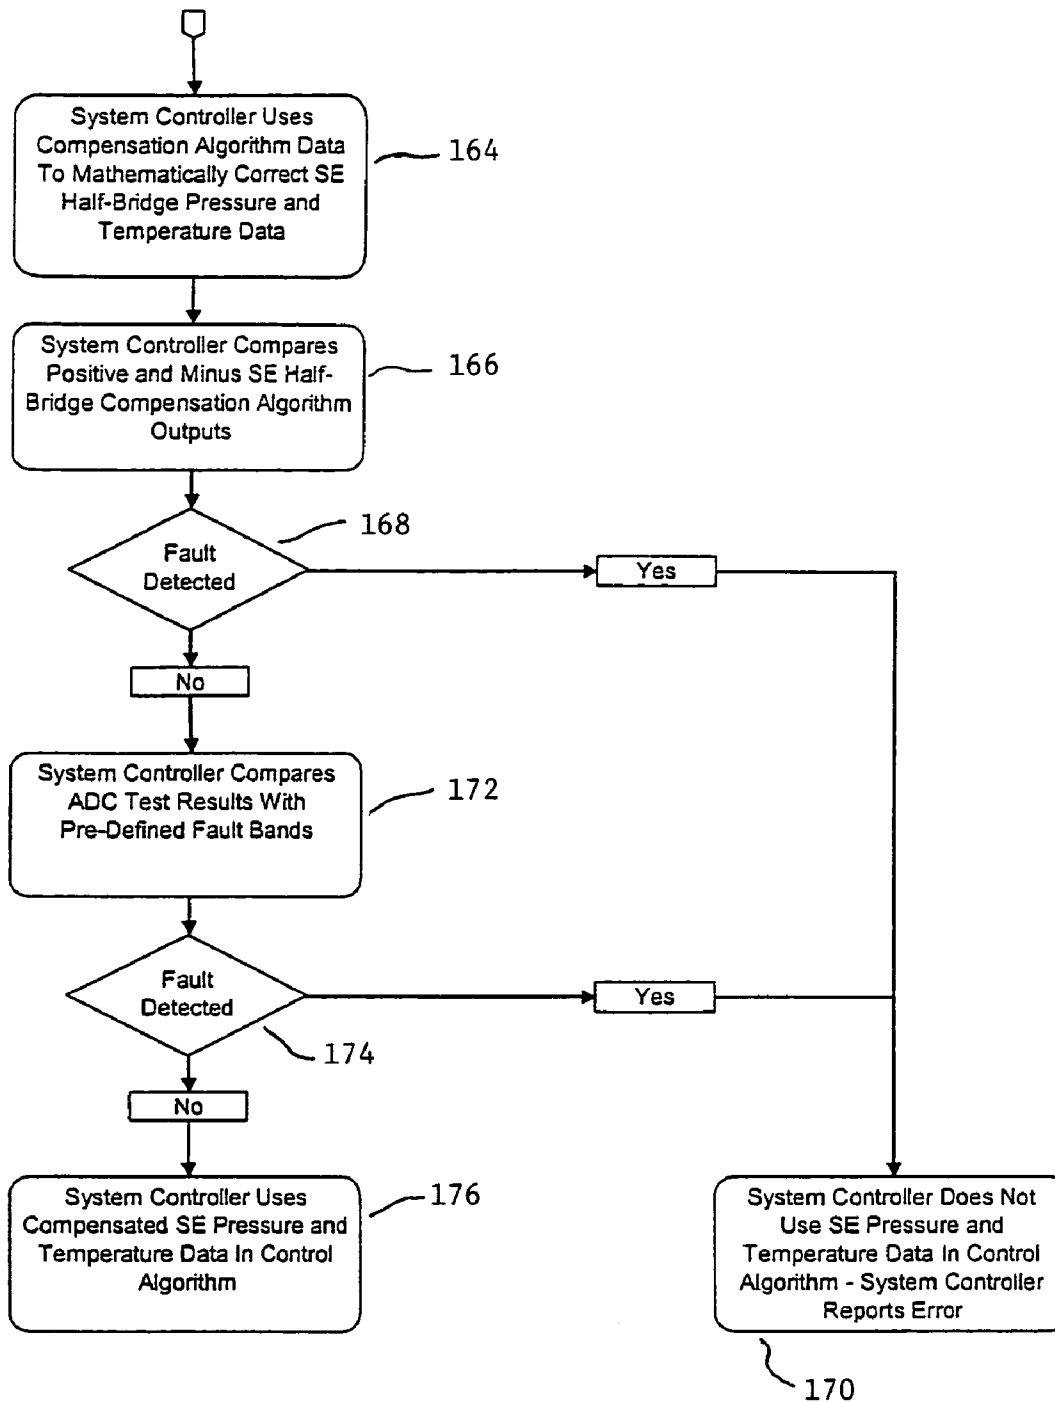 System Controller Uses
Compensation Algorithm Data
To Mathematically Correct SE
Half-Bridge Pressure and
Temperature Data
164
System Controller Compares
Positive and Minus SE Half-
Bridge Compensation Algorithm
Outputs
166
168
Fault
Detected
Yes
No
System Controller Compares
ADC Test Results With
Pre-Defined Fault Bands
172
Fault
Detected
Yes
174
No
System Controller Uses
Compensated SE Pressure and
Temperature Data In Control
Algorithm
176
System Controller Does Not
Use SE Pressure and
Temperature Data In Control
Algorithm - System Controller
Reports Error
170